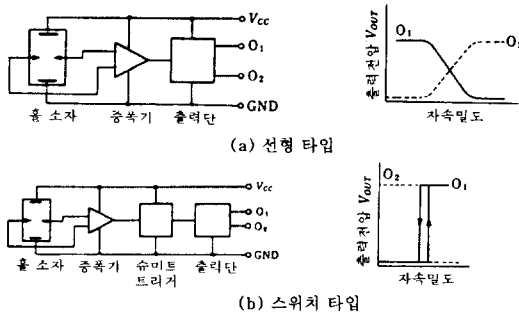 Vcc
O₁
O₂
GND
홀 소자 증폭기 출력단
출력전압 VOUT
O₁
O₂
자속밀도
(a) 선형 타입
Vcc
O₁
O₂
GND
홀 소자 증폭기 슈미트 트리거 출력단
출력전압 VOUT
O₂
O₁
자속밀도
(b) 스위치 타입